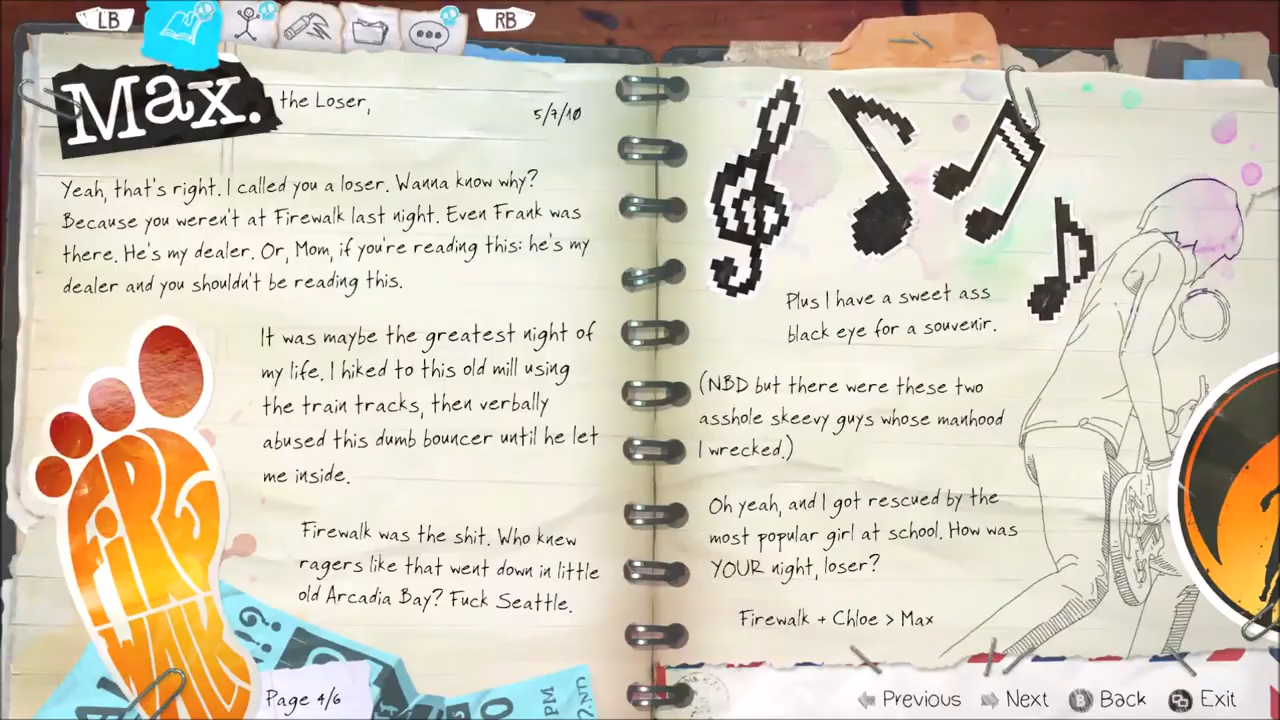 LB
RB
Max.
the Loser,
5/7/10
Yeah, that's right. I called you a loser. Wanna know why?
Because you weren't at Firewalk last night. Even Frank was
there. He's my dealer. Or, Mom, if you're reading this: he's my
dealer and you shouldn't be reading this.
It was maybe the greatest night of
my life. I hiked to this old mill using
the train tracks, then verbally
abused this dumb bouncer until he let
me inside.
Firewalk was the shit. Who knew
ragers like that went down in little
old Arcadia Bay? Fuck Seattle.
FIRE
WALK
Page 4/6
PM
Plus I have a sweet ass
black eye for a souvenir.
(NBD but there were these two
asshole skeevy guys whose manhood
I wrecked.)
Oh yeah, and I got rescued by the
most popular girl at school. How was
YOUR night, loser?
Firewalk + Chloe > Max
Previous
Next
B Back
Exit